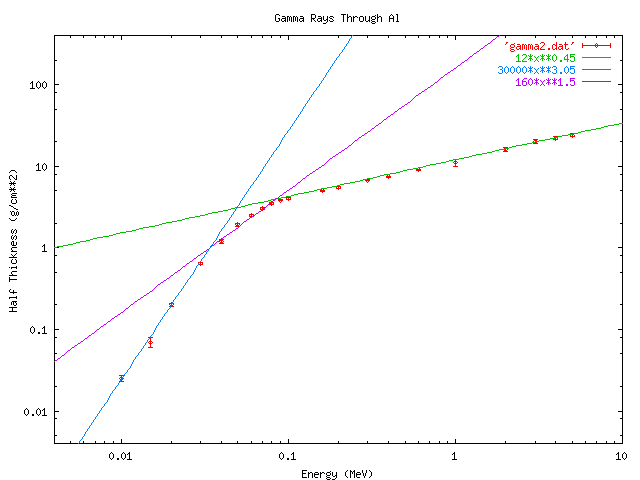 Gamma Rays Through Al
'gamma2.dat'
12*x**0.45
30000*x**3.05
160*x**1.5
100
10
1
0.1
0.01
Half Thickness (g/cm**2)
0.01 0.1 1 10
Energy (MeV)